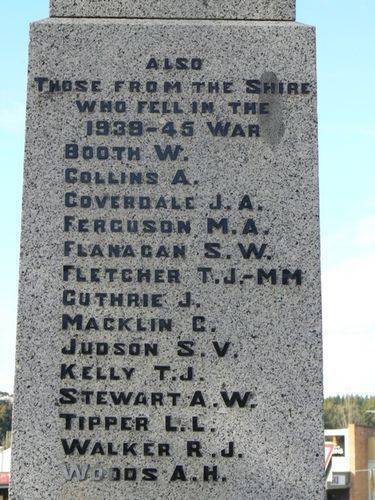 ALSO
THOSE FROM THE SHIRE
WHO FELL IN THE
1939-45 WAR
BOOTH W.
COLLINS A.
COVERDALE J.A.
FERGUSON M.A.
FLANAGAN S.W.
FLETCHER T.J.-MM
GUTHRIE J.
MACKLIN C.
JUDSON S.V.
KELLY T.J.
STEWART A.W.
TIPPER L.L.
WALKER R.J.
WOODS A.H.